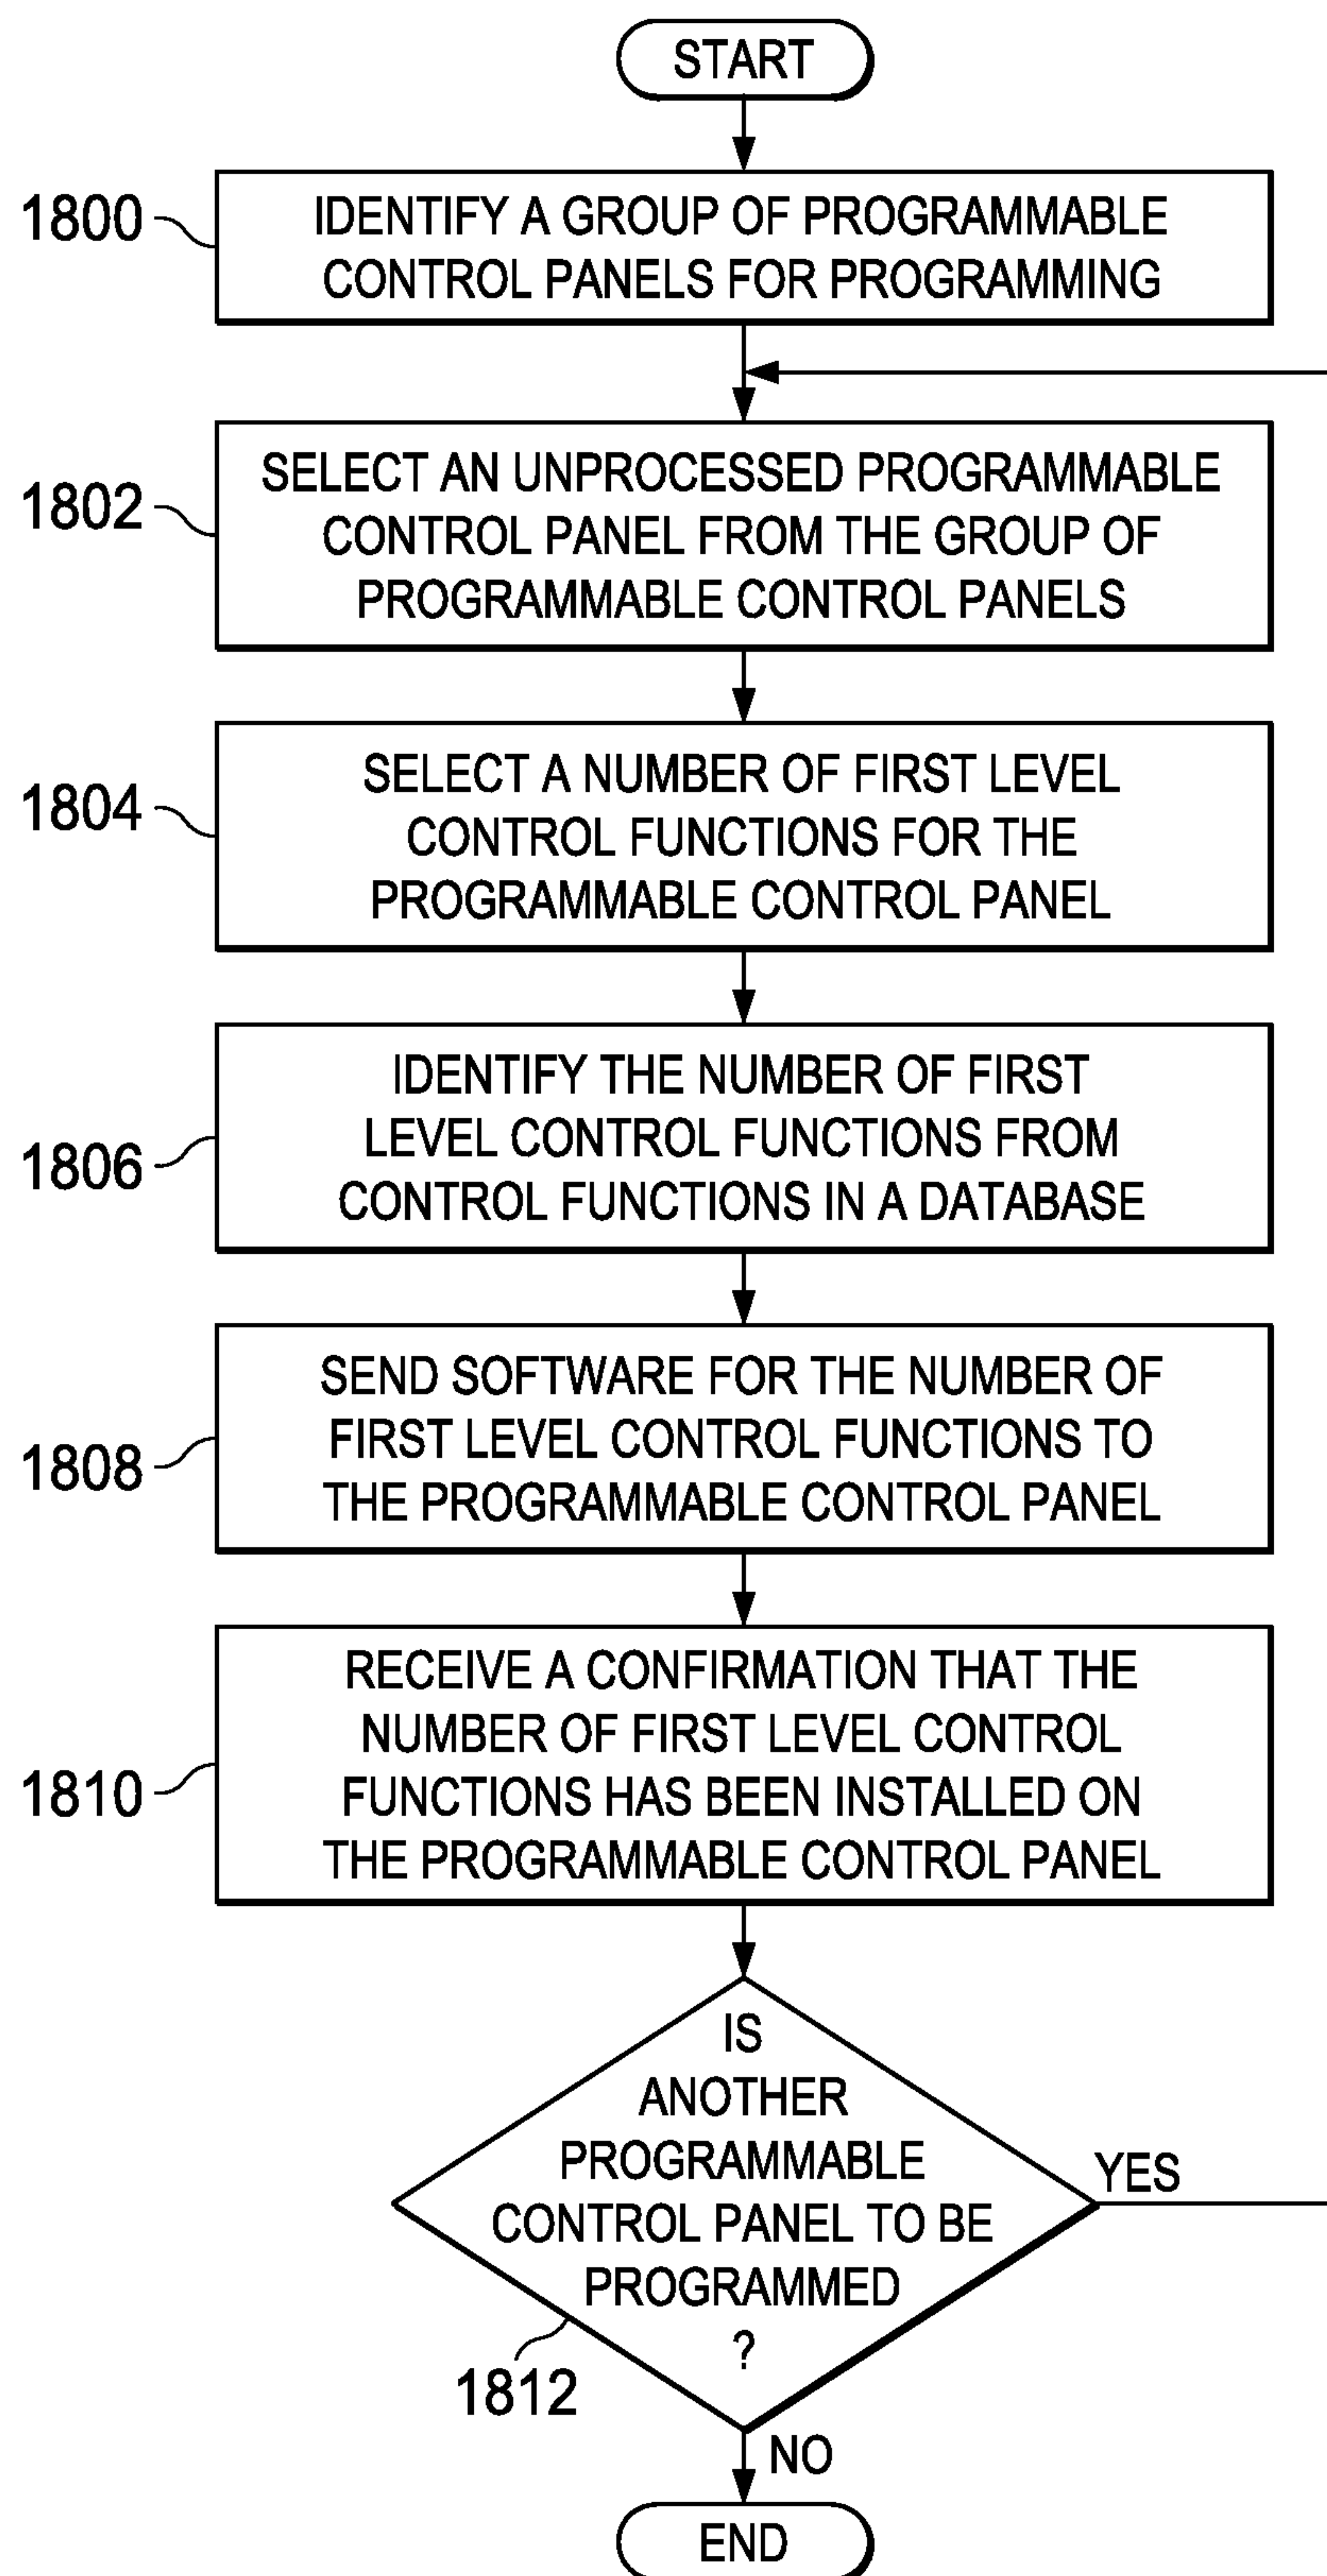 START
1800
IDENTIFY A GROUP OF PROGRAMMABLE
CONTROL PANELS FOR PROGRAMMING
1802
SELECT AN UNPROCESSED PROGRAMMABLE
CONTROL PANEL FROM THE GROUP OF
PROGRAMMABLE CONTROL PANELS
1804
SELECT A NUMBER OF FIRST LEVEL
CONTROL FUNCTIONS FOR THE
PROGRAMMABLE CONTROL PANEL
1806
IDENTIFY THE NUMBER OF FIRST
LEVEL CONTROL FUNCTIONS FROM
CONTROL FUNCTIONS IN A DATABASE
1808
SEND SOFTWARE FOR THE NUMBER OF
FIRST LEVEL CONTROL FUNCTIONS TO
THE PROGRAMMABLE CONTROL PANEL
1810
RECEIVE A CONFIRMATION THAT THE
NUMBER OF FIRST LEVEL CONTROL
FUNCTIONS HAS BEEN INSTALLED ON
THE PROGRAMMABLE CONTROL PANEL
IS
ANOTHER
PROGRAMMABLE
CONTROL PANEL TO BE
PROGRAMMED
?
YES
1812
NO
END